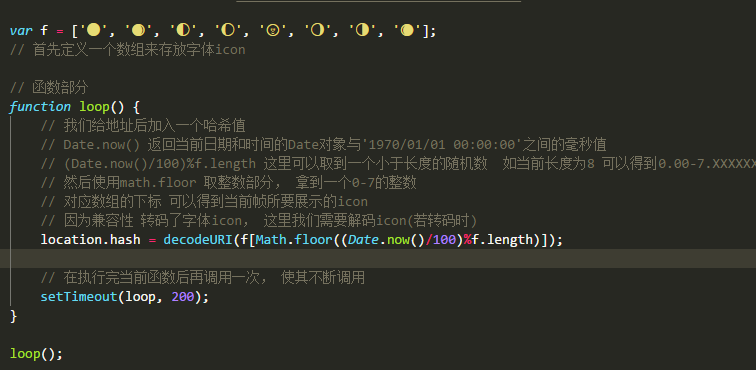 var f = ['🌑', '🌒', '🌓', '🌔', '🌝', '🌖', '🌗', '🌘'];
// 首先定义一个数组来存放字体icon
// 函数部分
function loop() {
// 我们给地址后加入一个哈希值
// Date.now() 返回当前日期和时间的Date对象与'1970/01/01 00:00:00'之间的毫秒值
// (Date.now()/100)%f.length 这里可以取到一个小于长度的随机数 如当前长度为8 可以得到0.00-7.XXXXXX
// 然后使用math.floor 取整数部分， 拿到一个0-7的整数
// 对应数组的下标 可以得到当前帧所要展示的icon
// 因为兼容性 转码了字体icon， 这里我们需要解码icon(若转码时)
location.hash = decodeURI(f[Math.floor((Date.now()/100)%f.length)]);
// 在执行完当前函数后再调用一次， 使其不断调用
setTimeout(loop, 200);
}
loop();